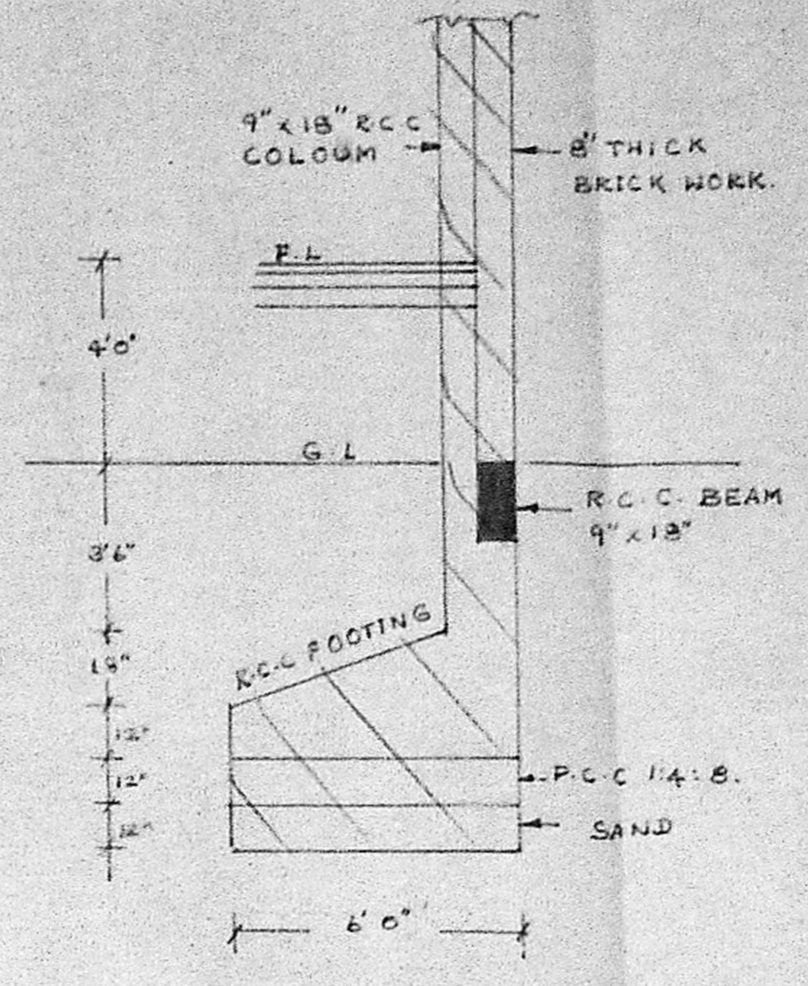 9" x 18" R.C.C
COLOUM
8" THICK
BRICK WORK.
F.L
4'0"
G.L
R.C.C. BEAM
9" x 18"
3'6"
R.C.C FOOTING
18"
12"
12"
P.C.C 1:4:8.
12"
SAND
6' 0"